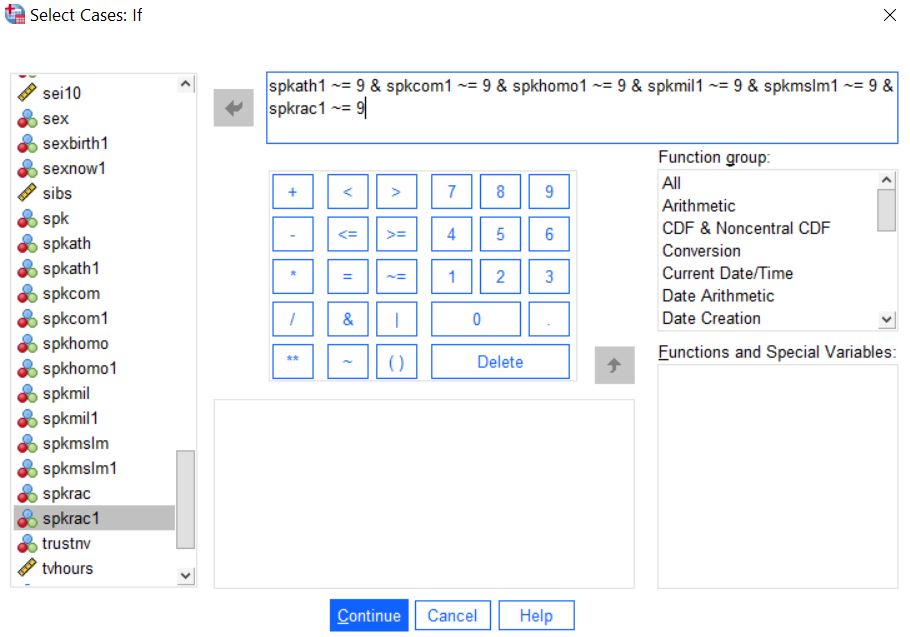 Select Cases: If
sei10
sex
sexbirth1
sexnow1
sibs
spk
spkath
spkath1
spkcom
spkcom1
spkhomo
spkhomo1
spkmil
spkmil1
spkmslm
spkmslm1
spkrac
spkrac1
trustnv
tvhours
spkath1 ~= 9 & spkcom1 ~= 9 & spkhomo1 ~= 9 & spkmil1 ~= 9 & spkmslm1 ~= 9 &
spkrac1 ~= 9
+ < > 7 8 9
- <= >= 4 5 6
* = ~= 1 2 3
/ & | 0 .
** ~ ( ) Delete
Function group:
All
Arithmetic
CDF & Noncentral CDF
Conversion
Current Date/Time
Date Arithmetic
Date Creation
Functions and Special Variables:
Continue Cancel Help